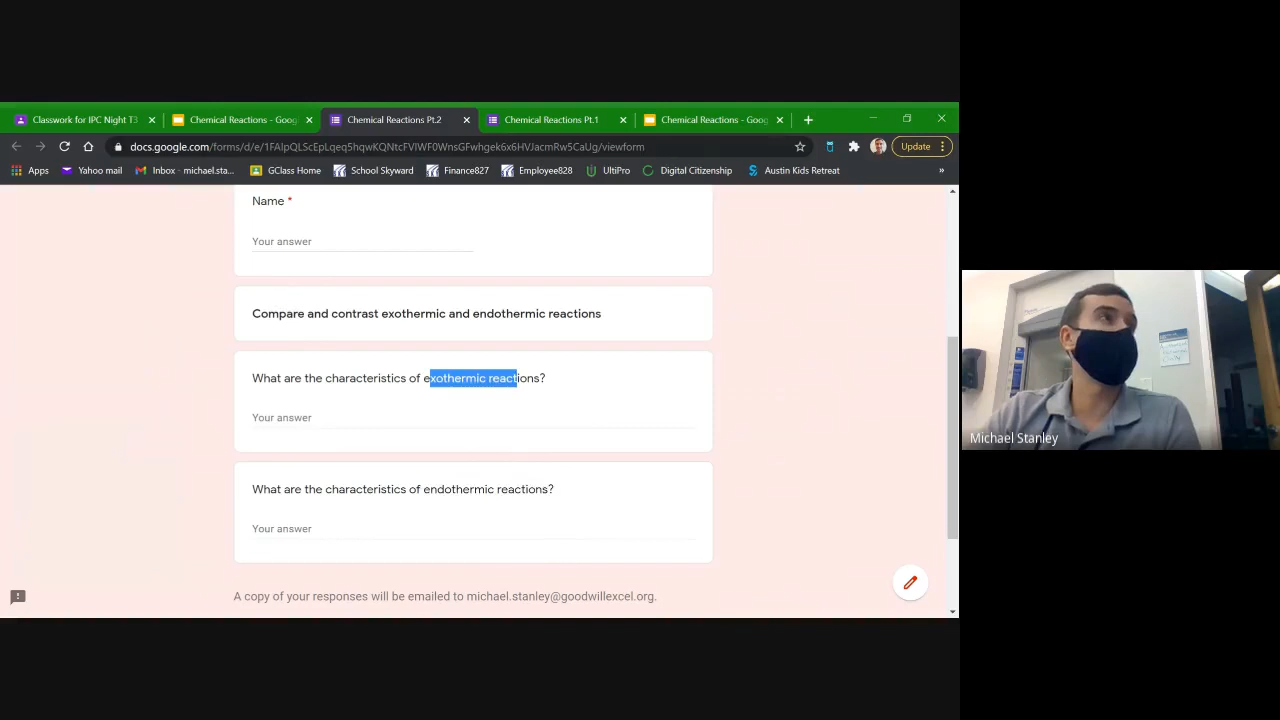 Classwork for IPC Night T3
Chemical Reactions - Goog
Chemical Reactions Pt.2
Chemical Reactions Pt.1
Chemical Reactions - Goog
docs.google.com/forms/d/e/1FAIpQLScEpLqeq5hqwKQNtcFVIWF0WnsGFwhgek6x6HVJacmRw5CaUg/viewform
Update
Apps
Yahoo mail
Inbox - michael.sta...
GClass Home
School Skyward
Finance827
Employee828
UltiPro
Digital Citizenship
Austin Kids Retreat
»
Name *
Your answer
Compare and contrast exothermic and endothermic reactions
What are the characteristics of exothermic reactions?
Your answer
What are the characteristics of endothermic reactions?
Your answer
A copy of your responses will be emailed to michael.stanley@goodwillexcel.org.
Michael Stanley